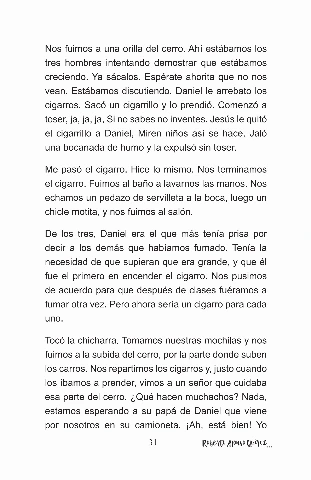 Nos fuimos a una orilla del cerro. Ahí estábamos los
tres hombres intentando demostrar que estábamos
creciendo. Ya sácalos. Espérate ahorita que no nos
vean. Estábamos discutiendo. Daniel le arrebato los
cigarros. Sacó un cigarrillo y lo prendió. Comenzó a
toser, ja, ja, ja, Si no sabes no inventes. Jesús le quitó
el cigarrillo a Daniel, Miren niños así se hace. Jaló
una bocanada de humo y la expulsó sin toser.
Me pasó el cigarro. Hice lo mismo. Nos terminamos
el cigarro. Fuimos al baño a lavarnos las manos. Nos
echamos un pedazo de servilleta a la boca, luego un
chicle motita, y nos fuimos al salón.
De los tres, Daniel era el que más tenía prisa por
decir a los demás que habíamos fumado. Tenía la
necesidad de que supieran que era grande, y que él
fue el primero en encender el cigarro. Nos pusimos
de acuerdo para que después de clases fuéramos a
fumar otra vez. Pero ahora sería un cigarro para cada
uno.
Tocó la chicharra. Tomamos nuestras mochilas y nos
fuimos a la subida del cerro, por la parte donde suben
los carros. Nos repartimos los cigarros y, justo cuando
los íbamos a prender, vimos a un señor que cuidaba
esa parte del cerro. ¿Qué hacen muchachos? Nada,
estamos esperando a su papá de Daniel que viene
por nosotros en su camioneta. ¡Ah, está bien! Yo
31